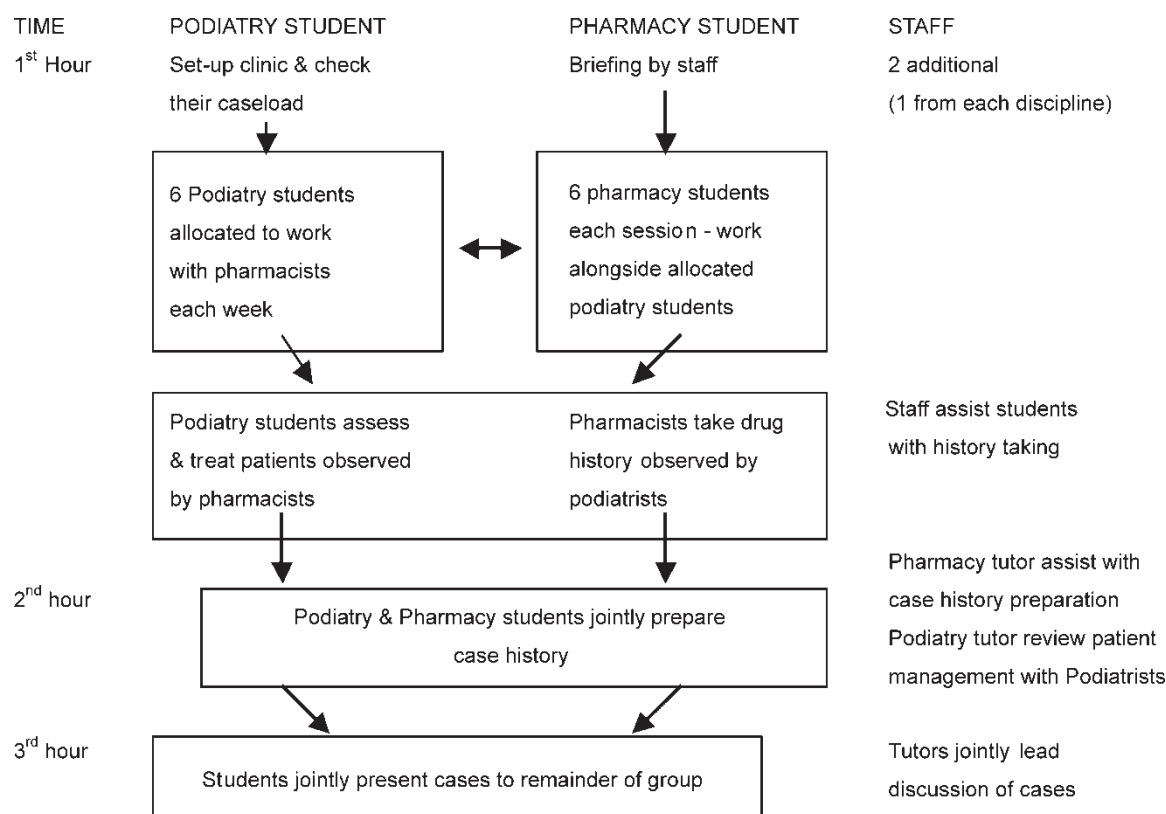 TIME PODIATRY STUDENT PHARMACY STUDENT STAFF
1st Hour Set-up clinic & check Briefing by staff 2 additional
their caseload (1 from each discipline)
6 Podiatry students
allocated to work
with pharmacists
each week
6 pharmacy students
each session - work
alongside allocated
podiatry students
Podiatry students assess
& treat patients observed
by pharmacists
Pharmacists take drug
history observed by
podiatrists
Staff assist students
with history taking
2nd hour
Podiatry & Pharmacy students jointly prepare
case history
Pharmacy tutor assist with
case history preparation
Podiatry tutor review patient
management with Podiatrists
3rd hour
Students jointly present cases to remainder of group
Tutors jointly lead
discussion of cases